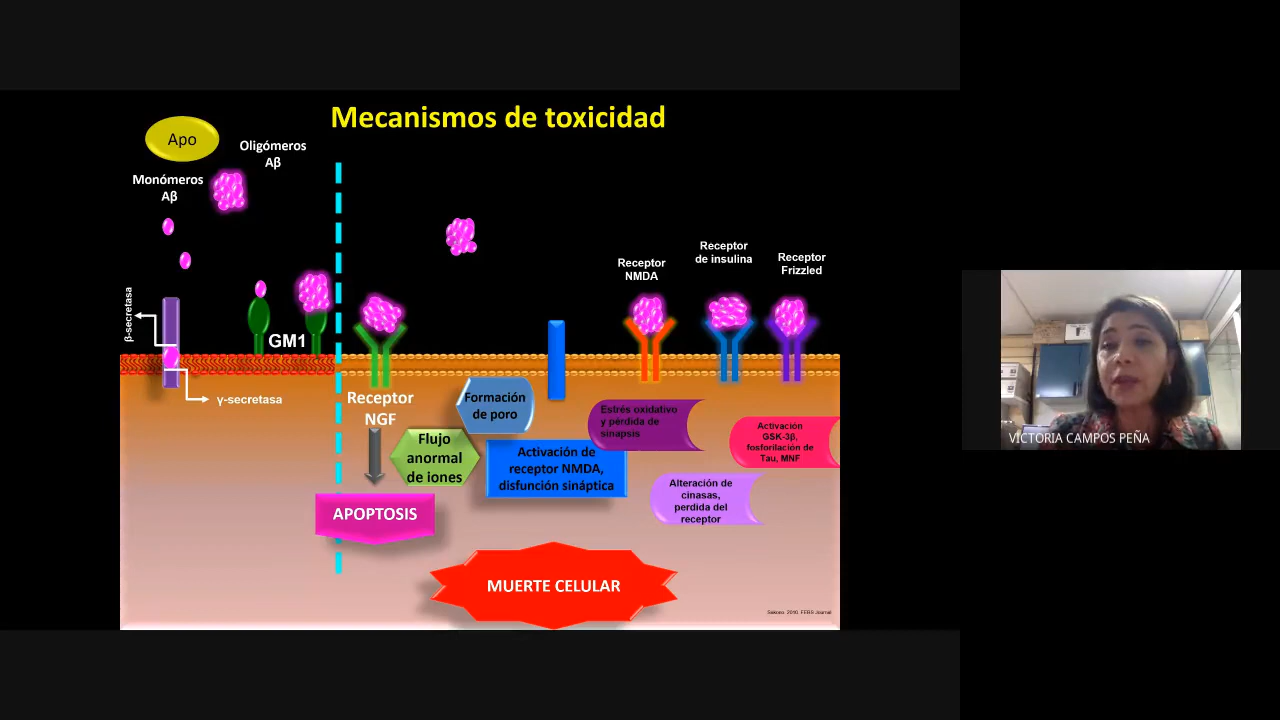 Mecanismos de toxicidad
Apo
Oligómeros
Aβ
Monómeros
Aβ
β-secretasa
γ-secretasa
GM1
Receptor
NGF
Receptor
NMDA
Receptor
de insulina
Receptor
Frizzled
Formación
de poro
Flujo
anormal
de iones
Activación de
receptor NMDA,
disfunción sináptica
Estrés oxidativo
y pérdida de
sinapsis
Activación
GSK-3β,
fosforilación de
Tau, MNF
Alteración de
cinasas,
perdida del
receptor
APOPTOSIS
MUERTE CELULAR
2010. FEBS Journal
VICTORIA CAMPOS PEÑA